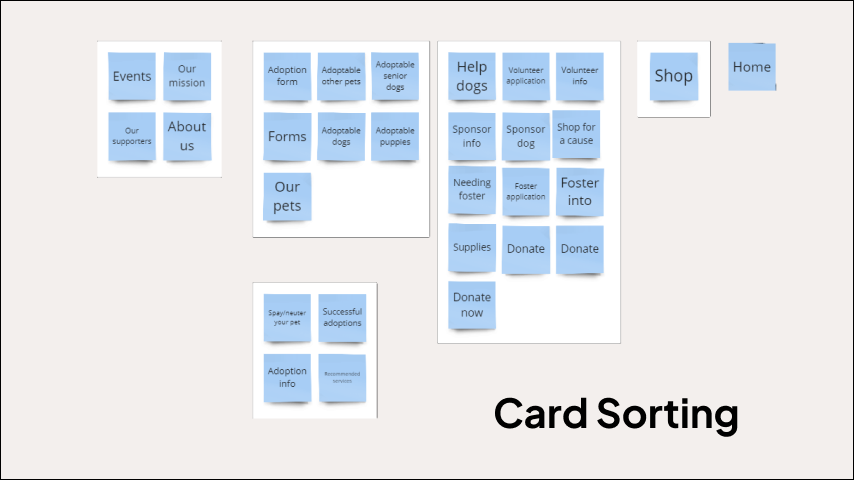 Events
Our
mission
Our
supporters
About
us
Adoption
form
Adoptable
other pets
Adoptable
senior
dogs
Forms
Adoptable
dogs
Adoptable
puppies
Our
pets
Help
dogs
Volunteer
application
Volunteer
info
Sponsor
info
Sponsor
dog
Shop for
a cause
Needing
foster
Foster
application
Foster
into
Supplies
Donate
Donate
Donate
now
Shop
Home
Spay/neuter
your pet
Successful
adoptions
Adoption
info
Recommended
services
Card Sorting